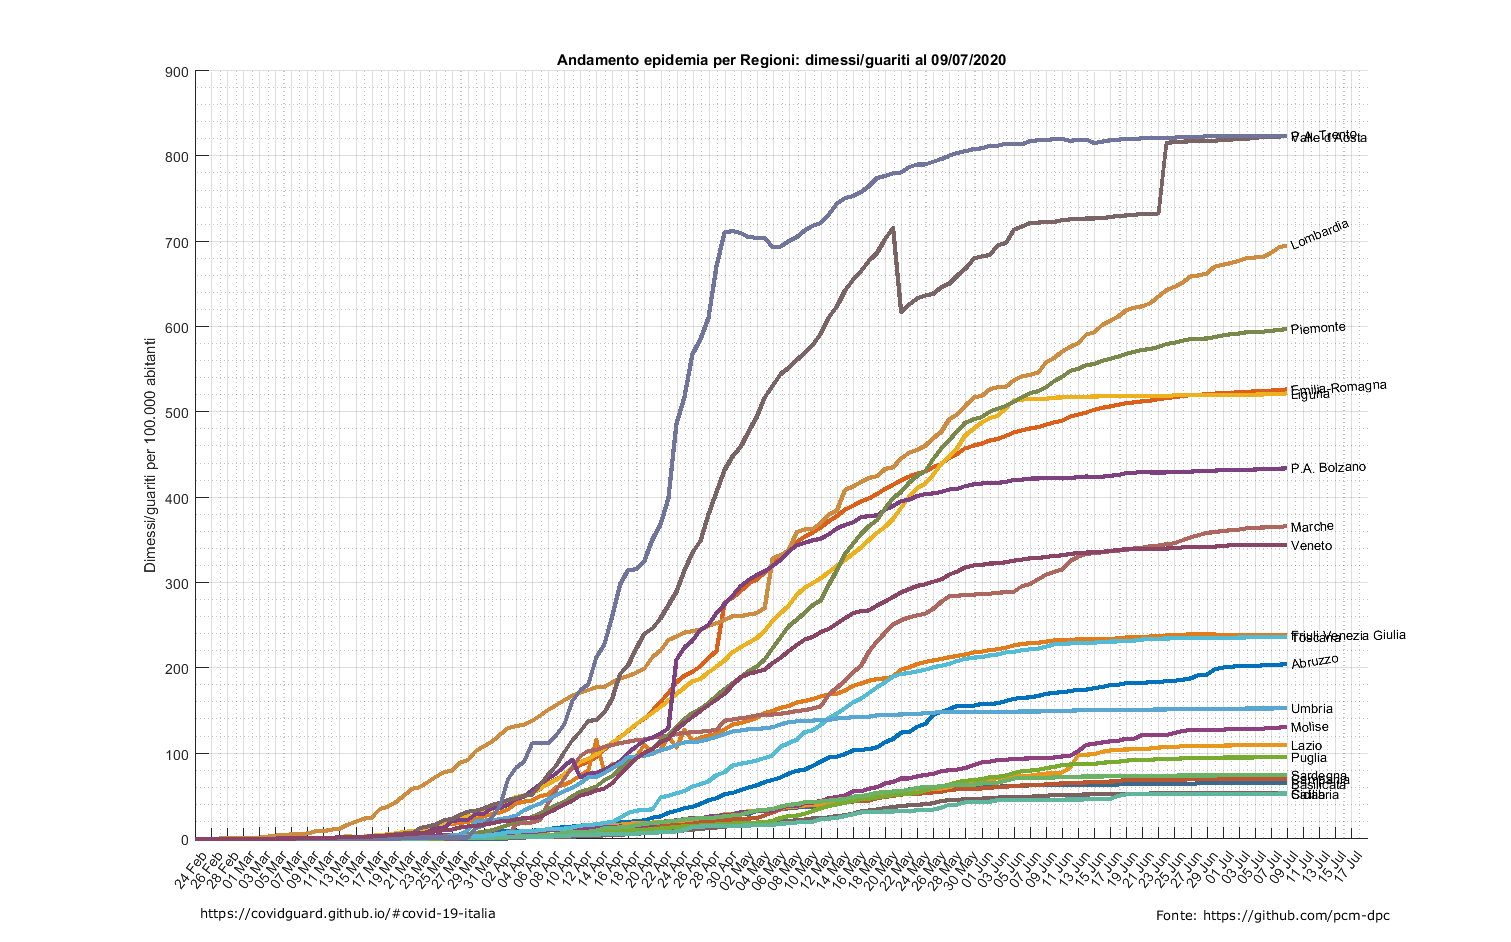 Andamento epidemia per Regioni: dimessi/guariti al 09/07/2020
Dimessi/guariti per 100.000 abitanti
900
800
700
600
500
400
300
200
100
0
P.A. Trento
Valle d'Aosta
Lombardia
Piemonte
Emilia-Romagna
Liguria
P.A. Bolzano
Marche
Veneto
Friuli Venezia Giulia
Toscana
Abruzzo
Umbria
Molise
Lazio
Puglia
Sardegna
Campania
Basilicata
Sicilia
Calabria
24 Feb
26 Feb
28 Feb
01 Mar
03 Mar
05 Mar
07 Mar
09 Mar
11 Mar
13 Mar
15 Mar
17 Mar
19 Mar
21 Mar
23 Mar
25 Mar
27 Mar
29 Mar
31 Mar
02 Apr
04 Apr
06 Apr
08 Apr
10 Apr
12 Apr
14 Apr
16 Apr
18 Apr
20 Apr
22 Apr
24 Apr
26 Apr
28 Apr
30 Apr
02 May
04 May
06 May
08 May
10 May
12 May
14 May
16 May
18 May
20 May
22 May
24 May
26 May
28 May
30 May
01 Jun
03 Jun
05 Jun
07 Jun
09 Jun
11 Jun
13 Jun
15 Jun
17 Jun
19 Jun
21 Jun
23 Jun
25 Jun
27 Jun
29 Jun
01 Jul
03 Jul
05 Jul
07 Jul
09 Jul
11 Jul
13 Jul
15 Jul
17 Jul
https://covidguard.github.io/#covid-19-italia
Fonte: https://github.com/pcm-dpc